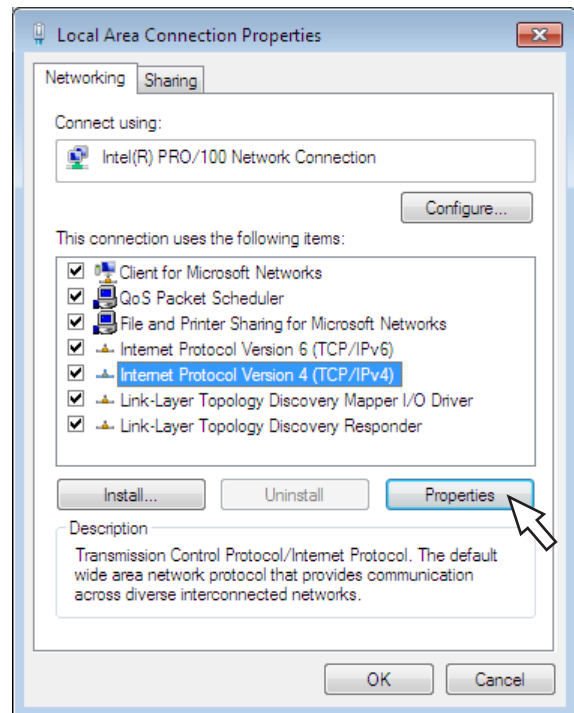 Local Area Connection Properties
Networking
Sharing
Connect using:
Intel(R) PRO/100 Network Connection
Configure...
This connection uses the following items:
Client for Microsoft Networks
QoS Packet Scheduler
File and Printer Sharing for Microsoft Networks
Internet Protocol Version 6 (TCP/IPv6)
Internet Protocol Version 4 (TCP/IPv4)
Link-Layer Topology Discovery Mapper I/O Driver
Link-Layer Topology Discovery Responder
Install...
Uninstall
Properties
Description
Transmission Control Protocol/Internet Protocol. The default
wide area network protocol that provides communication
across diverse interconnected networks.
OK
Cancel